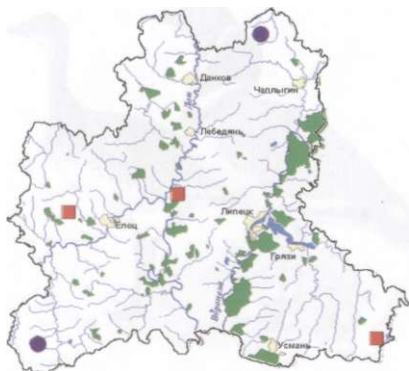 Данков
Чаплыгин
Дон
Лебедянь
Липецк
Елец
Грязи
Воронеж
Усмань